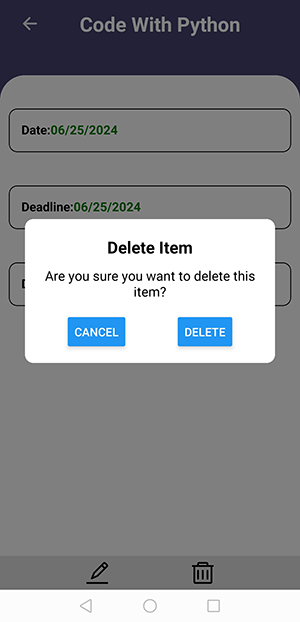 Code With Python
Date:06/25/2024
Deadline:06/25/2024
Delete Item
Are you sure you want to delete this
item?
CANCEL
DELETE